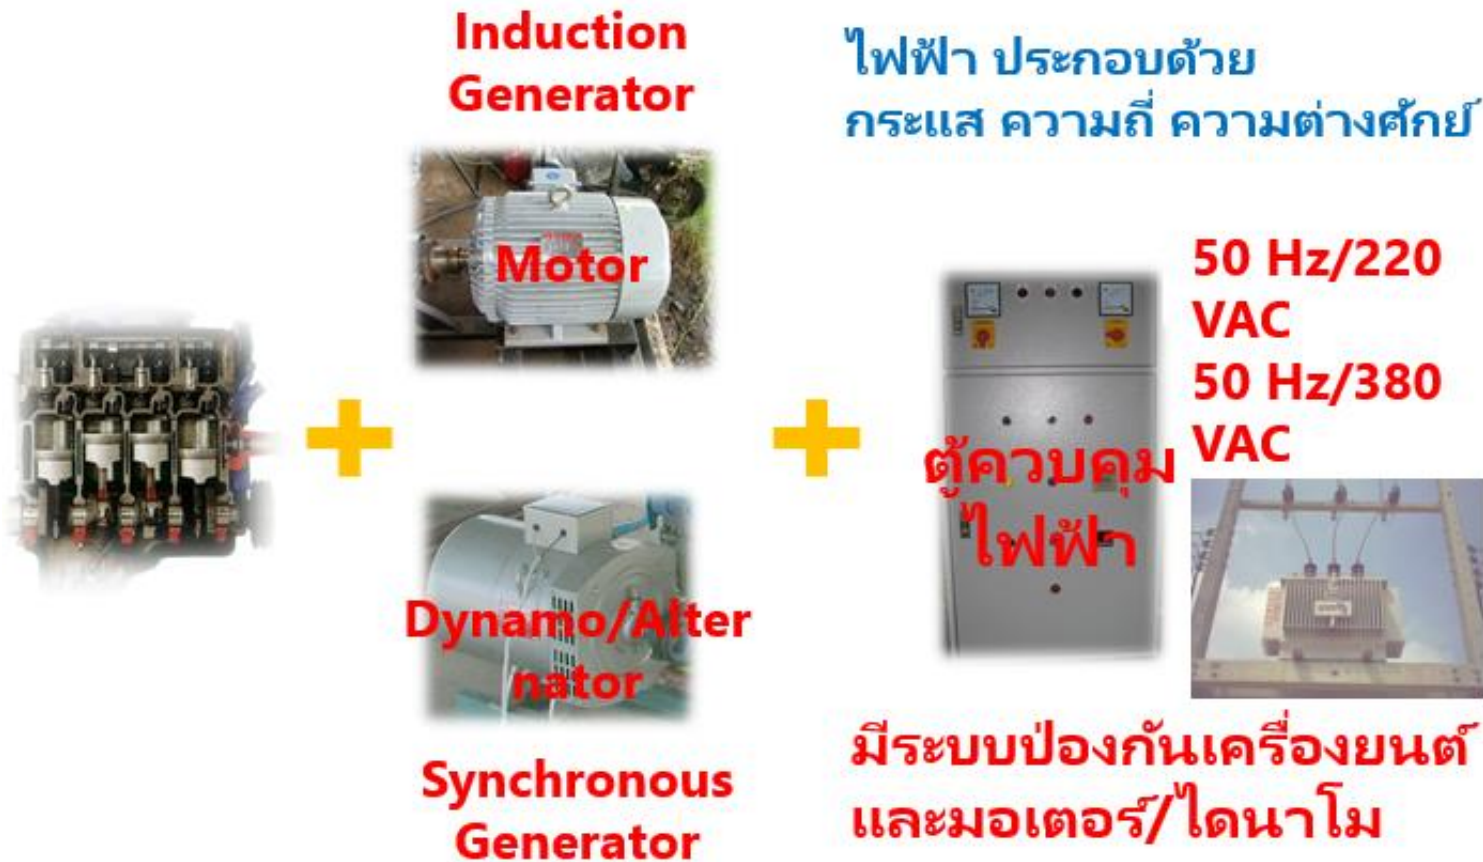 Induction
Generator
ไฟฟ้า ประกอบด้วย
กระแส ความถี่ ความต่างศักย์
Motor
50 Hz/220
VAC
50 Hz/380
VAC
ตู้ควบคุม
ไฟฟ้า
Dynamo/Alter
nator
Synchronous
Generator
มีระบบป่องกันเครื่องยนต์
และมอเตอร์/ไดนาโม